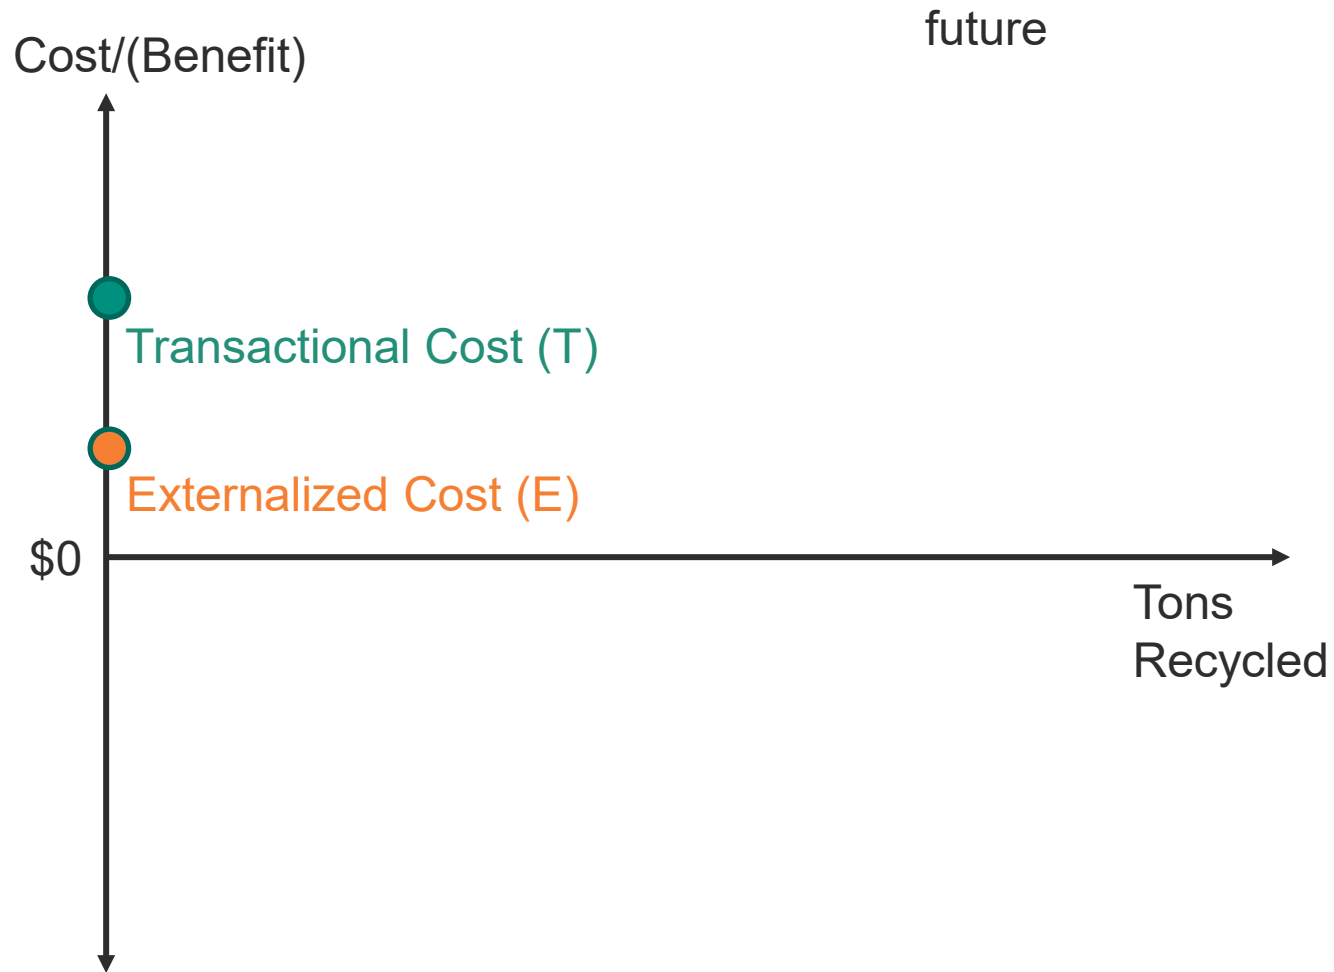 future
Cost/(Benefit)
Transactional Cost (T)
Externalized Cost (E)
$0
Tons
Recycled